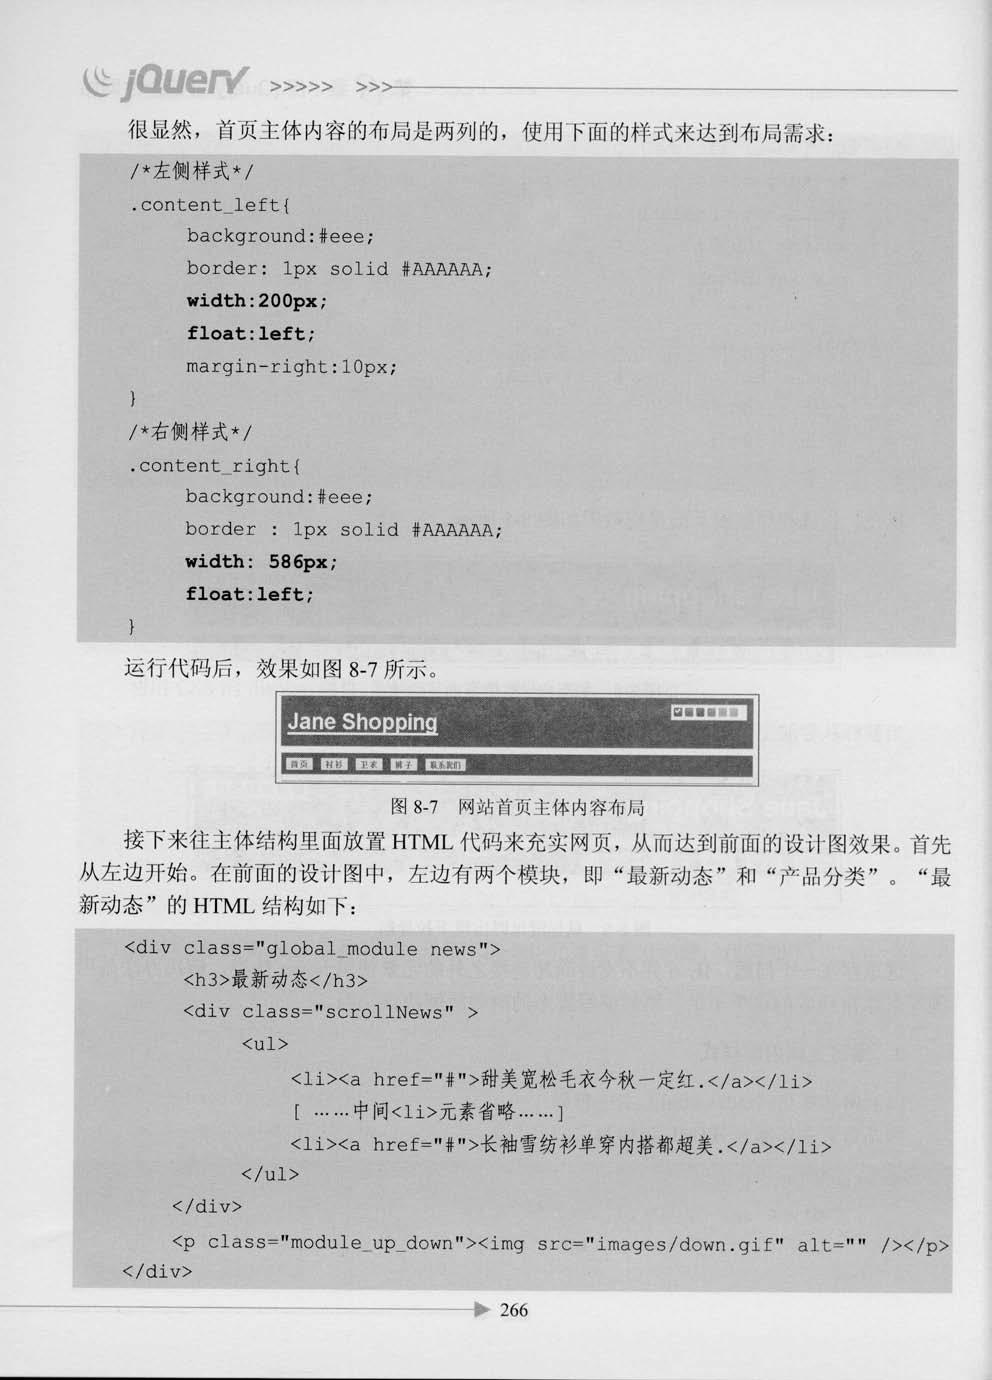 jQuery >>>>> >>>
很显然，首页主体内容的布局是两列的，使用下面的样式来达到布局需求：
/*左侧样式*/
.content_left{
background:#eee;
border: 1px solid #AAAAAA;
width:200px;
float:left;
margin-right:10px;
}
/*右侧样式*/
.content_right{
background:#eee;
border : 1px solid #AAAAAA;
width: 586px;
float:left;
}
运行代码后，效果如图 8-7 所示。
Jane Shopping
首页 衬衫 卫衣 裤子 联系我们
图 8-7 网站首页主体内容布局
接下来往主体结构里面放置 HTML 代码来充实网页，从而达到前面的设计图效果。首先
从左边开始。在前面的设计图中，左边有两个模块，即“最新动态”和“产品分类”。“最
新动态”的 HTML 结构如下：
<div class="global_module news">
<h3>最新动态</h3>
<div class="scrollNews" >
<ul>
<li><a href="#">甜美宽松毛衣今秋一定红.</a></li>
[ ……中间<li>元素省略……]
<li><a href="#">长袖雪纺衫单穿内搭都超美.</a></li>
</ul>
</div>
<p class="module_up_down"><img src="images/down.gif" alt="" /></p>
</div>
266